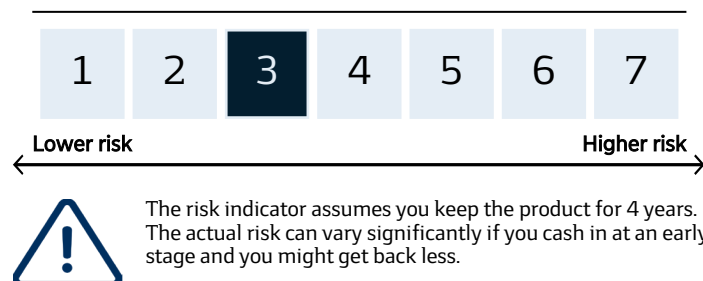 1 2 3 4 5 6 7
Lower risk Higher risk
The risk indicator assumes you keep the product for 4 years.
The actual risk can vary significantly if you cash in at an early
stage and you might get back less.